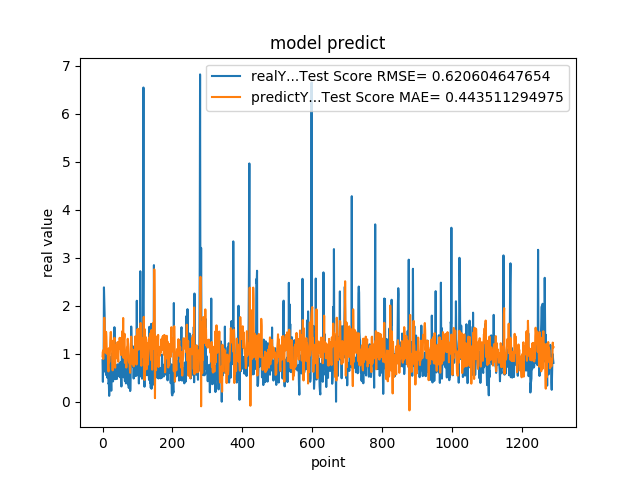 model predict
realY...Test Score RMSE= 0.620604647654
predictY...Test Score MAE= 0.443511294975
7
6
5
4
3
2
1
0
real value
0 200 400 600 800 1000 1200
point